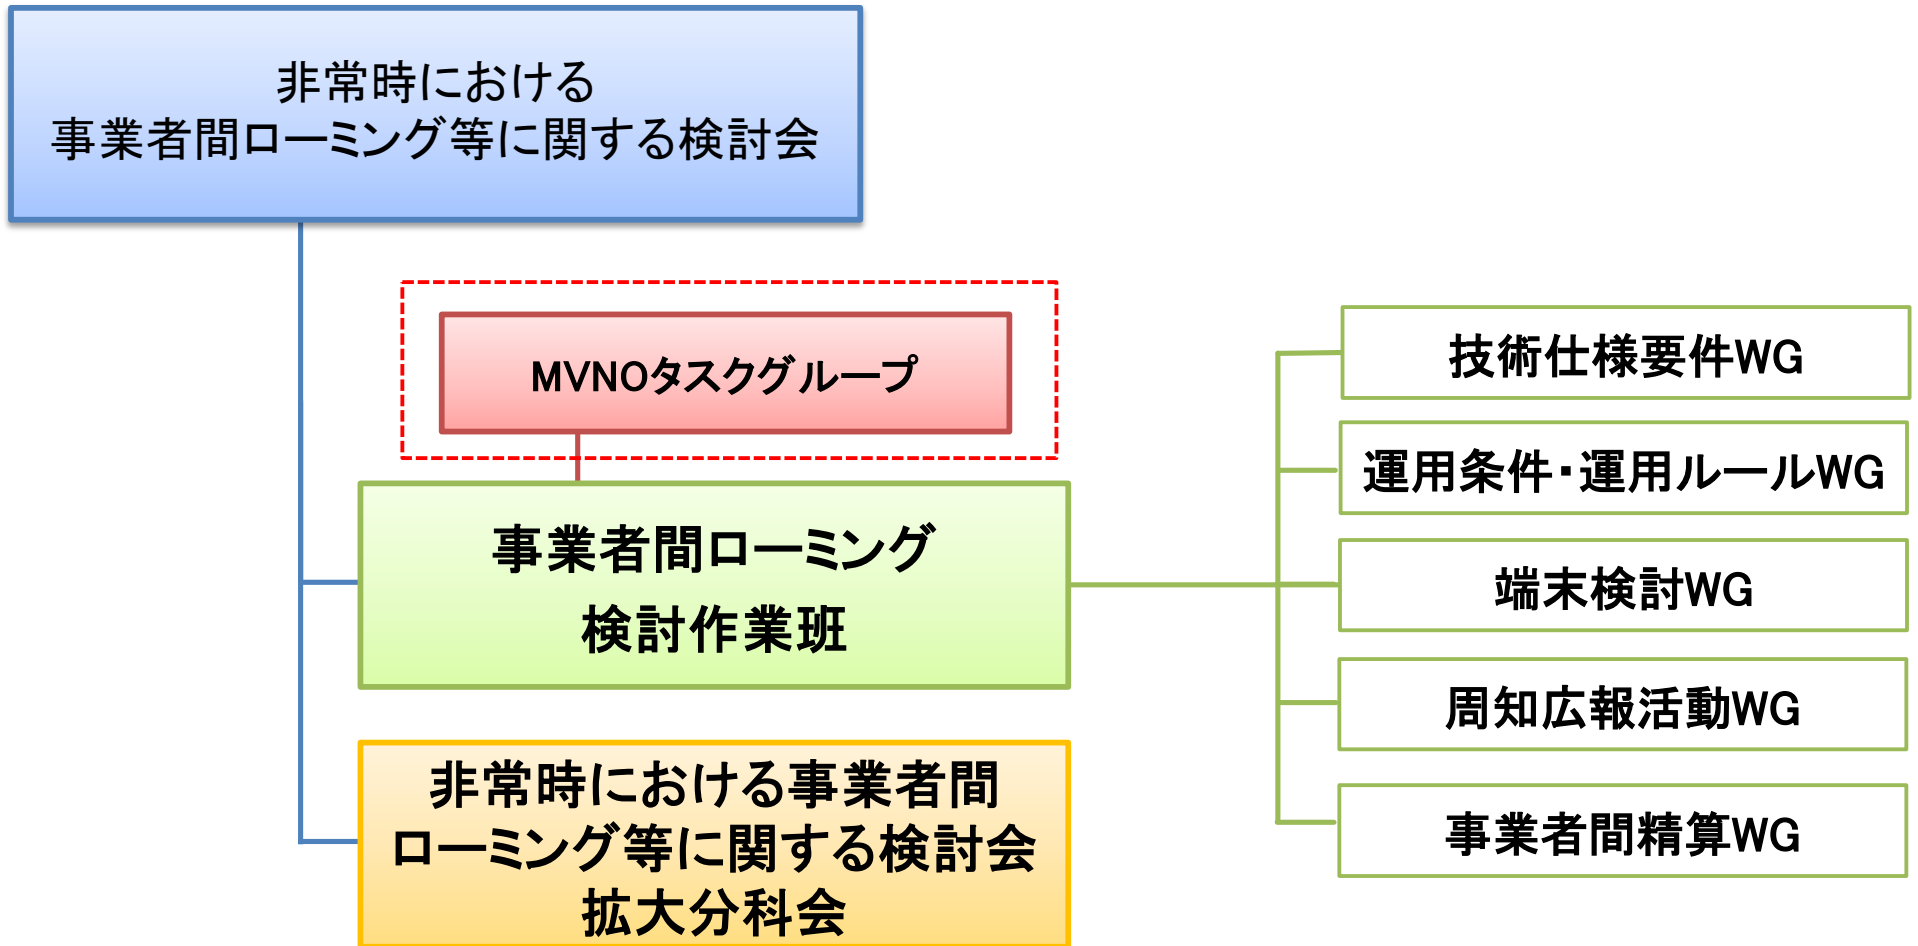 非常時における
事業者間ローミング等に関する検討会
MVNOタスクグループ
事業者間ローミング
検討作業班
非常時における事業者間
ローミング等に関する検討会
拡大分科会
技術仕様要件WG
運用条件・運用ルールWG
端末検討WG
周知広報活動WG
事業者間精算WG